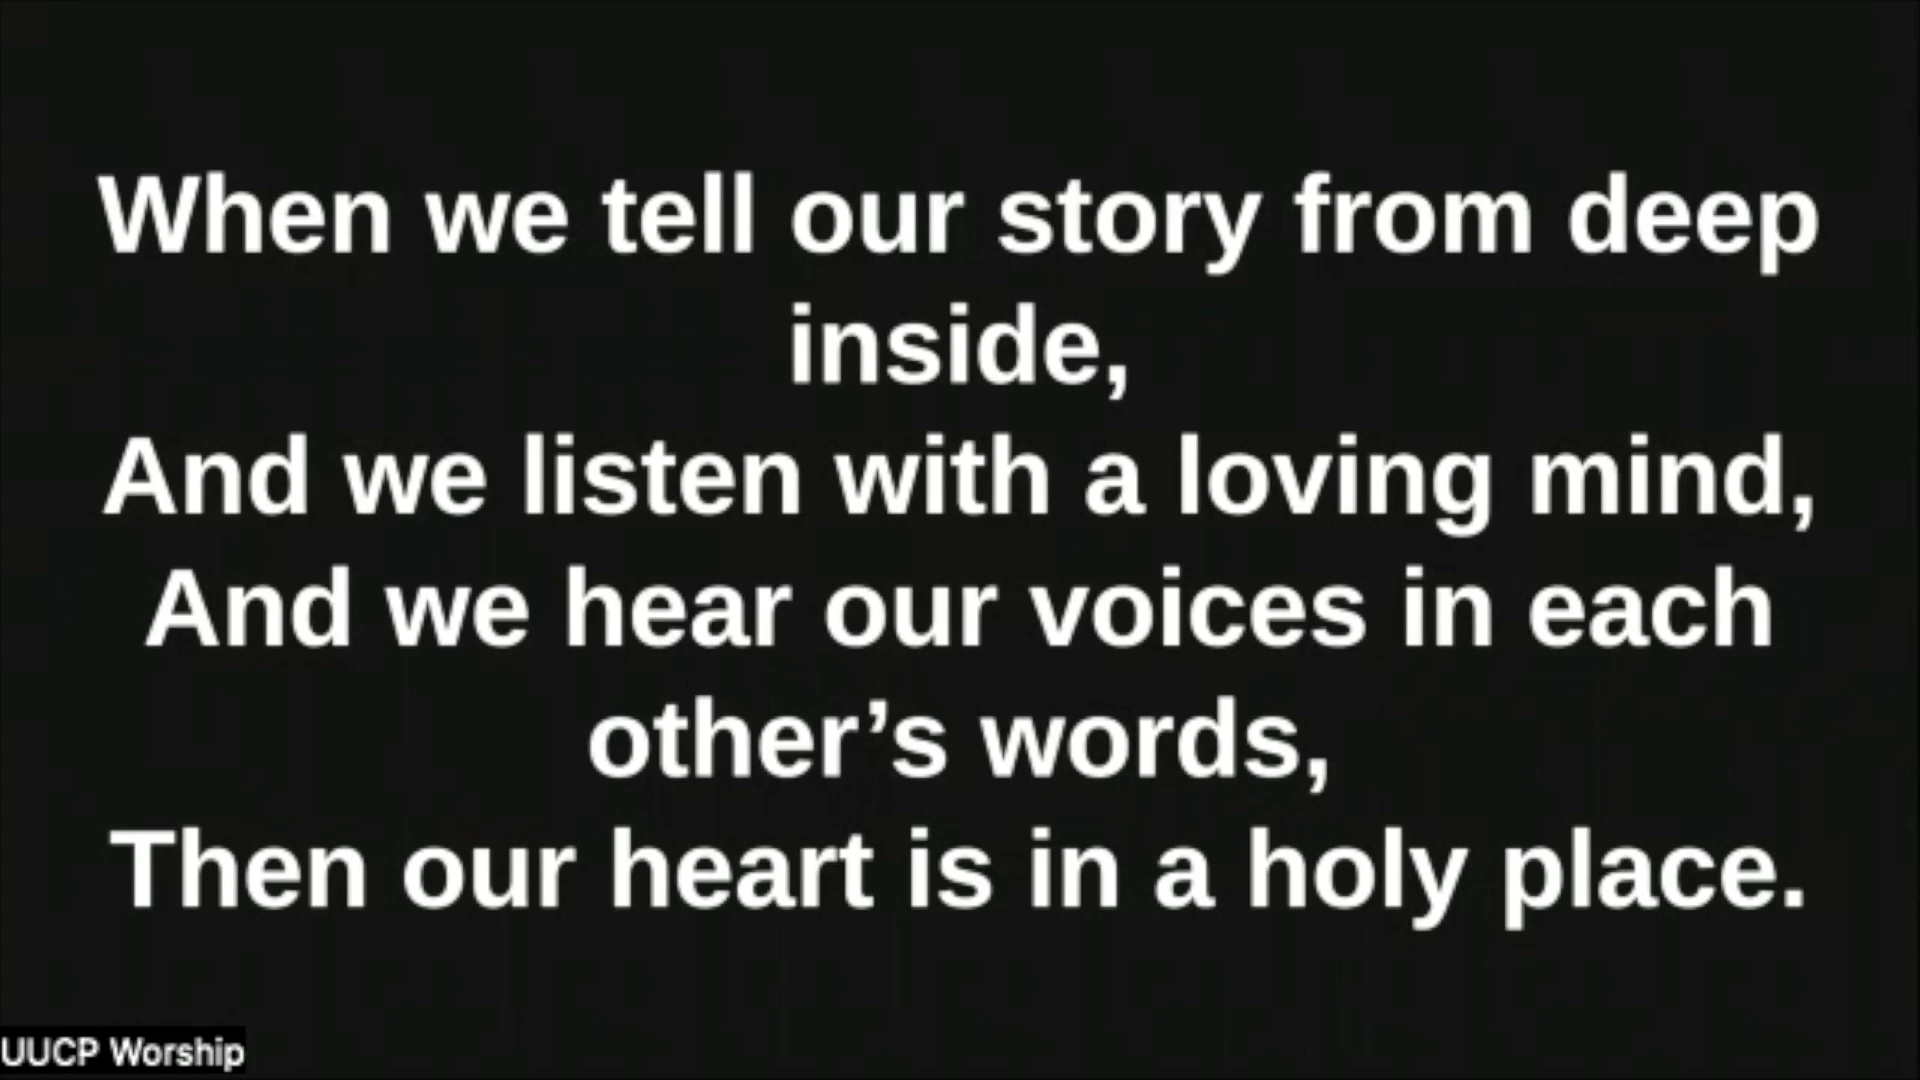 When we tell our story from deep
inside,
And we listen with a loving mind,
And we hear our voices in each
other’s words,
Then our heart is in a holy place.
UUCP Worship